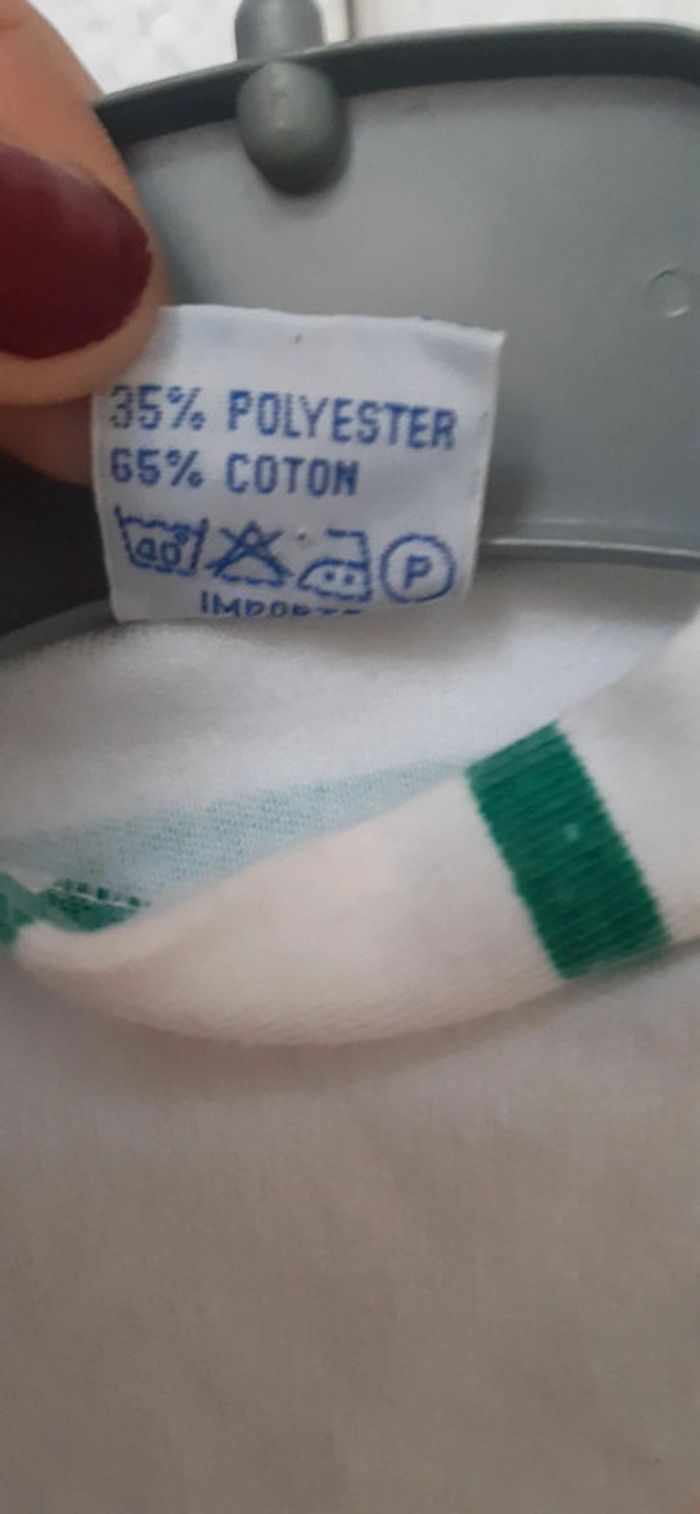 35% POLYESTER
65% COTON
40°
P